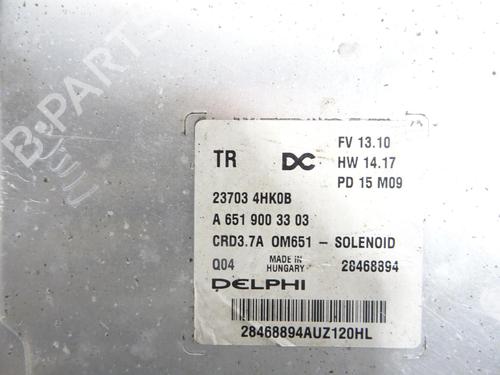 TR DC FV 13.10
HW 14.17
PD 15 M09
23703 4HK0B
A 651 900 33 03
CRD3.7A OM651 - SOLENOID
Q04 MADE IN HUNGARY 28468894
DELPHI
28468894AUZ120HL
B-PARTS